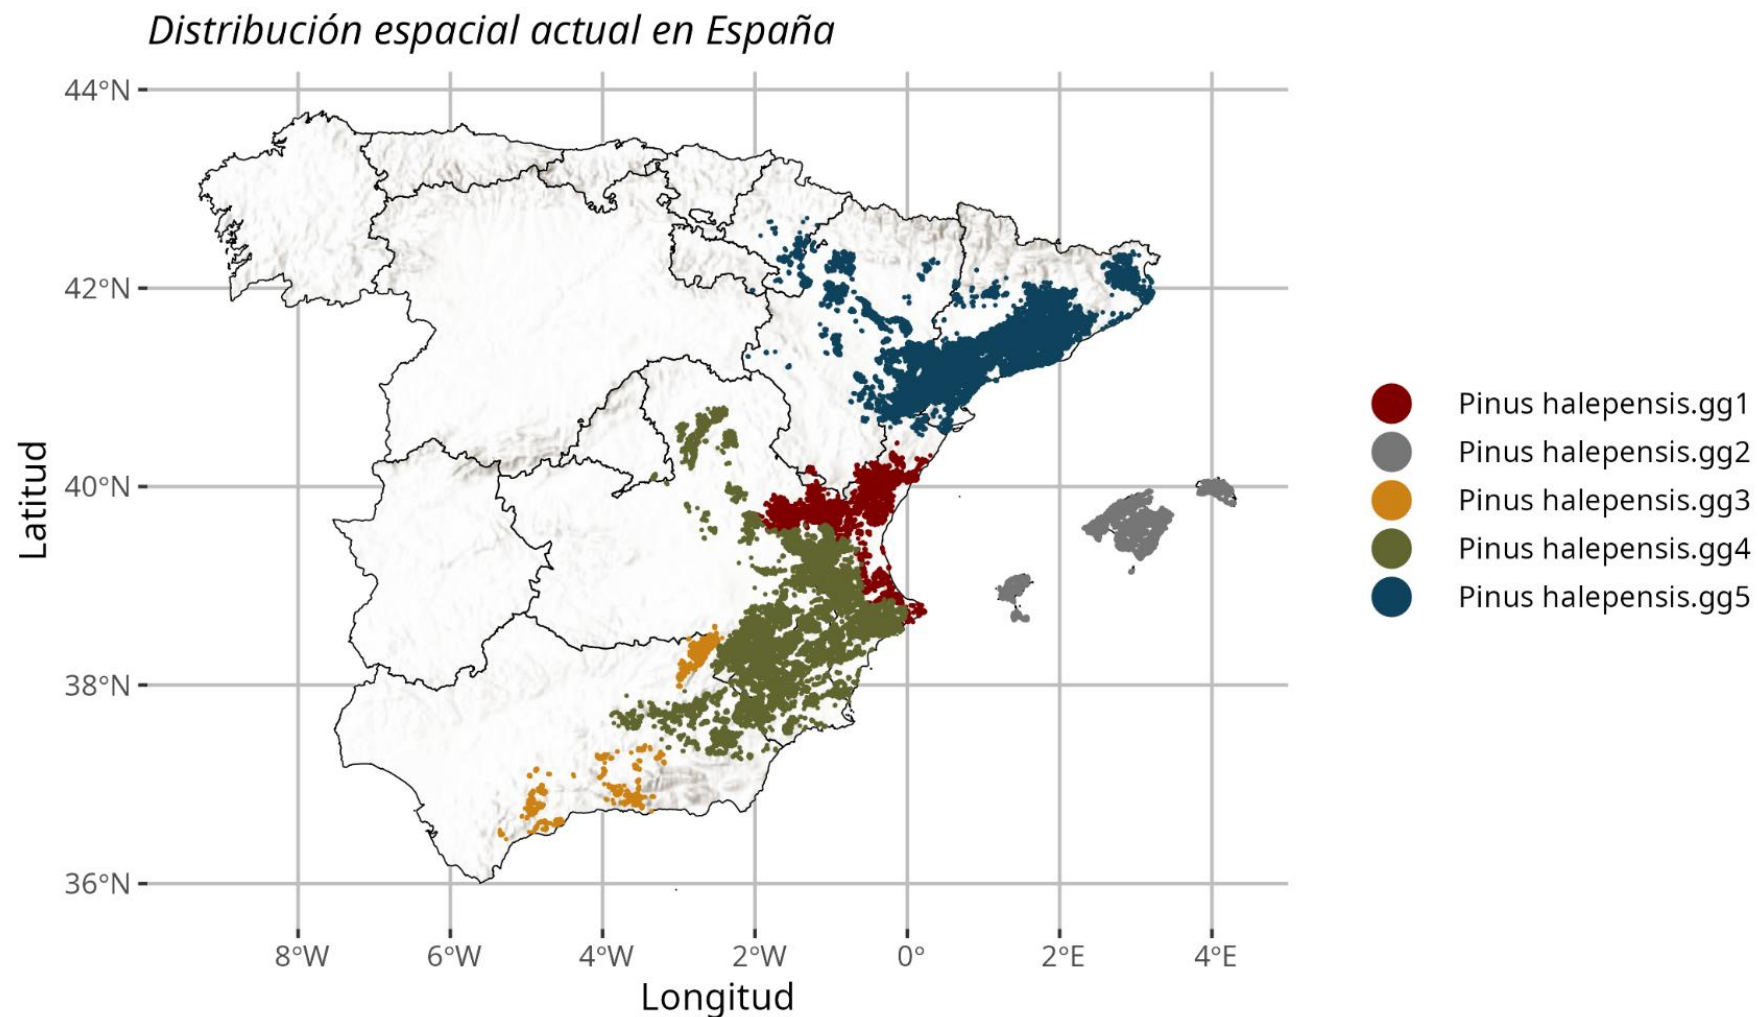 Distribución espacial actual en España
44°N
42°N
40°N
38°N
36°N
Latitud
8°W 6°W 4°W 2°W 0° 2°E 4°E
Longitud
Pinus halepensis.gg1
Pinus halepensis.gg2
Pinus halepensis.gg3
Pinus halepensis.gg4
Pinus halepensis.gg5